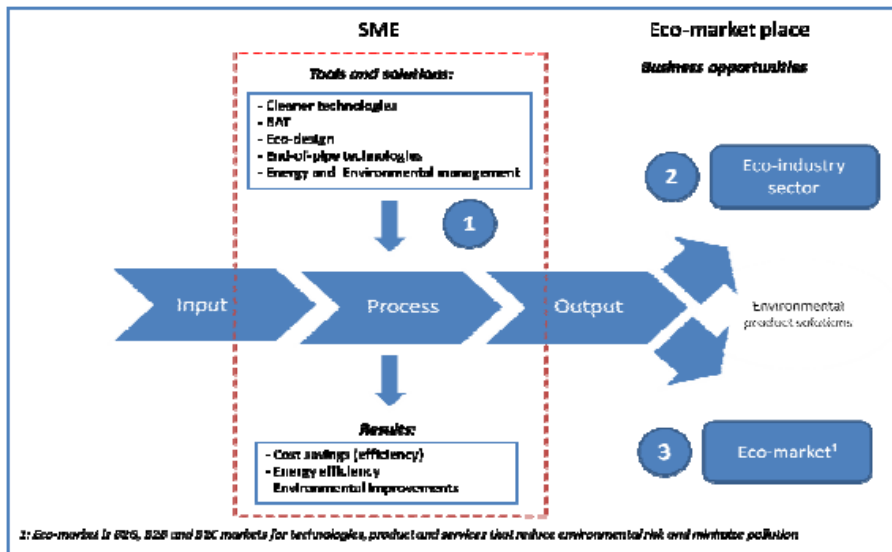 SME
Eco-market place
Tools and solutions:
Business opportunities
- Cleaner technologies
- BAT
- Eco-design
- End-of-pipe technologies
- Energy and Environmental management
1
2
Eco-industry
sector
Input
Process
Output
Environmental
product solutions
Results:
- Cost savings (efficiency)
- Energy efficiency
Environmental improvements
3
Eco-market¹
1: Eco-market is B2G, B2B and B2C markets for technologies, product and services that reduce environmental risk and minimize pollution